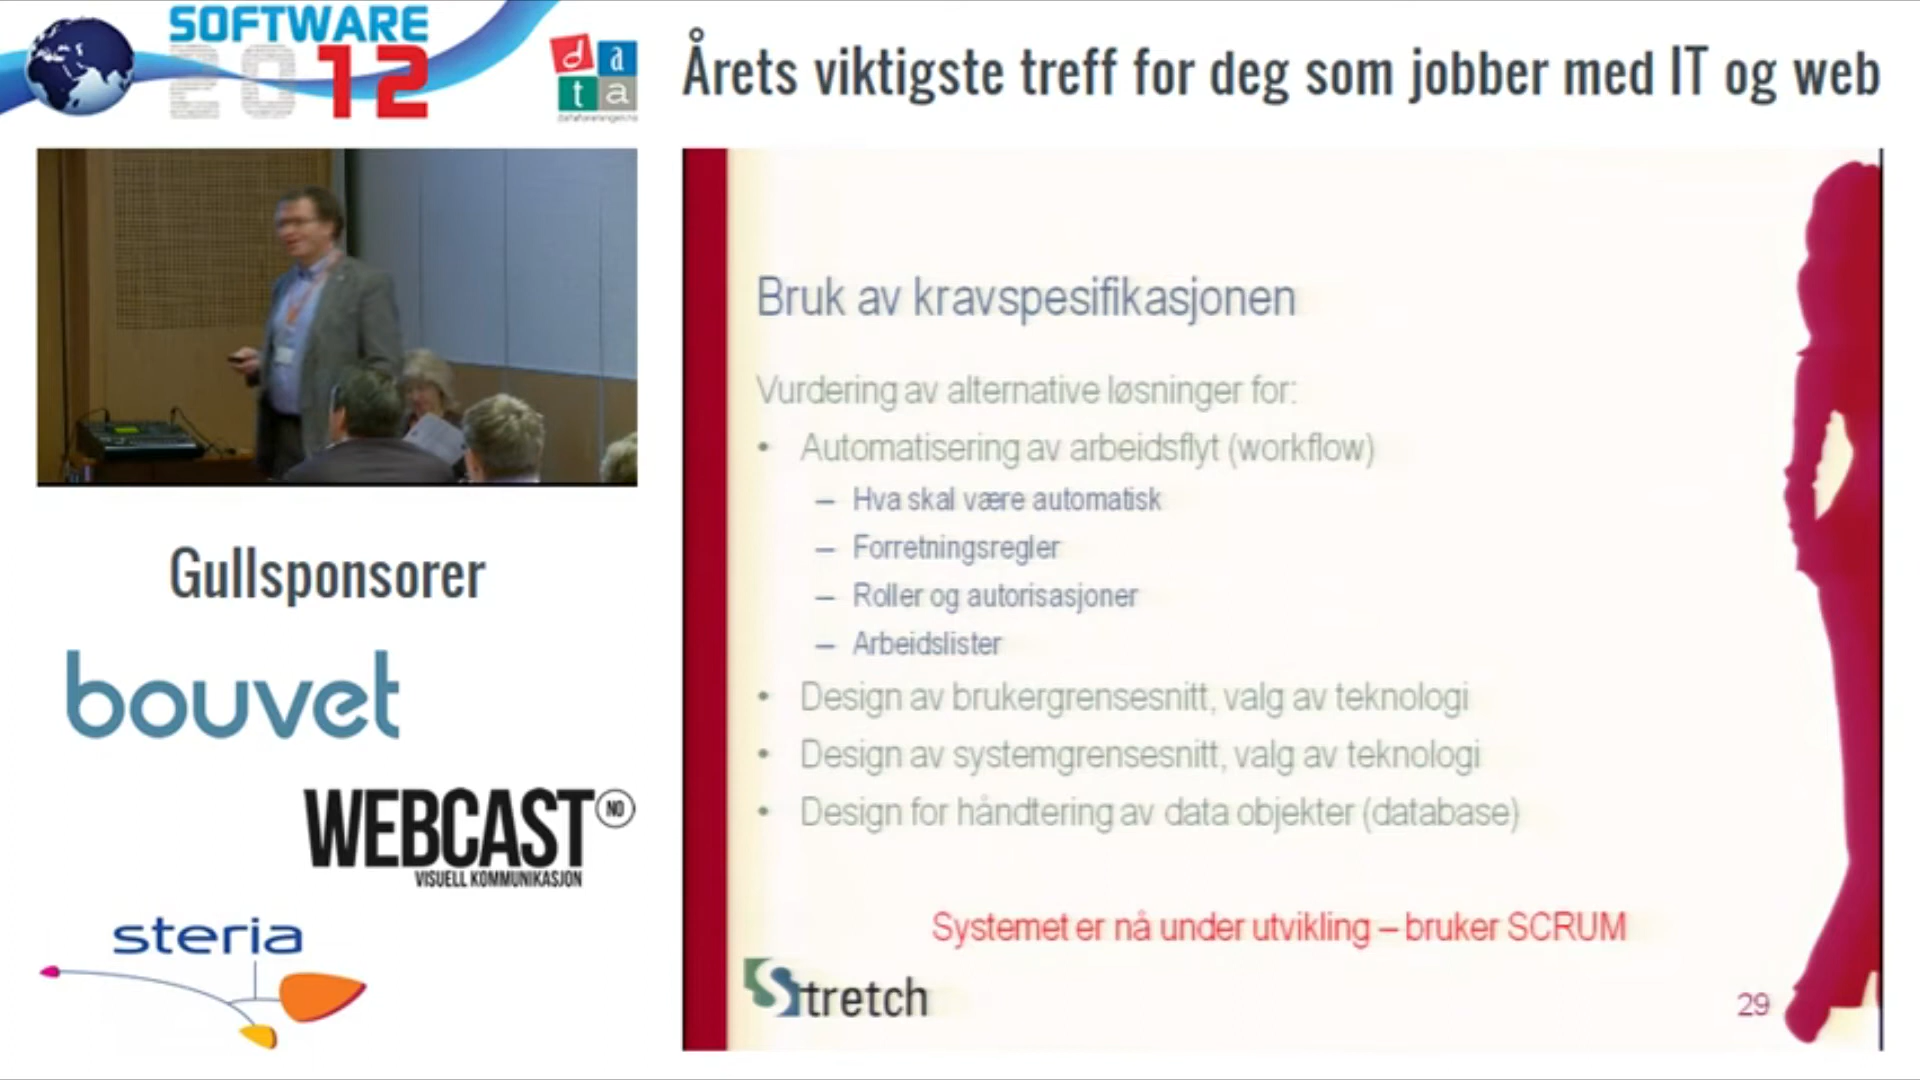 SOFTWARE
2012
data
Årets viktigste treff for deg som jobber med IT og web
Bruk av kravspesifikasjonen
Vurdering av alternative løsninger for:
• Automatisering av arbeidsflyt (workflow)
– Hva skal være automatisk
– Forretningsregler
– Roller og autorisasjoner
– Arbeidslister
• Design av brukergrensesnitt, valg av teknologi
• Design av systemgrensesnitt, valg av teknologi
• Design for håndtering av data objekter (database)
Systemet er nå under utvikling – bruker SCRUM
Stretch
29
Gullsponsorer
bouvet
WEBCAST NO
VISUELL KOMMUNIKASJON
steria